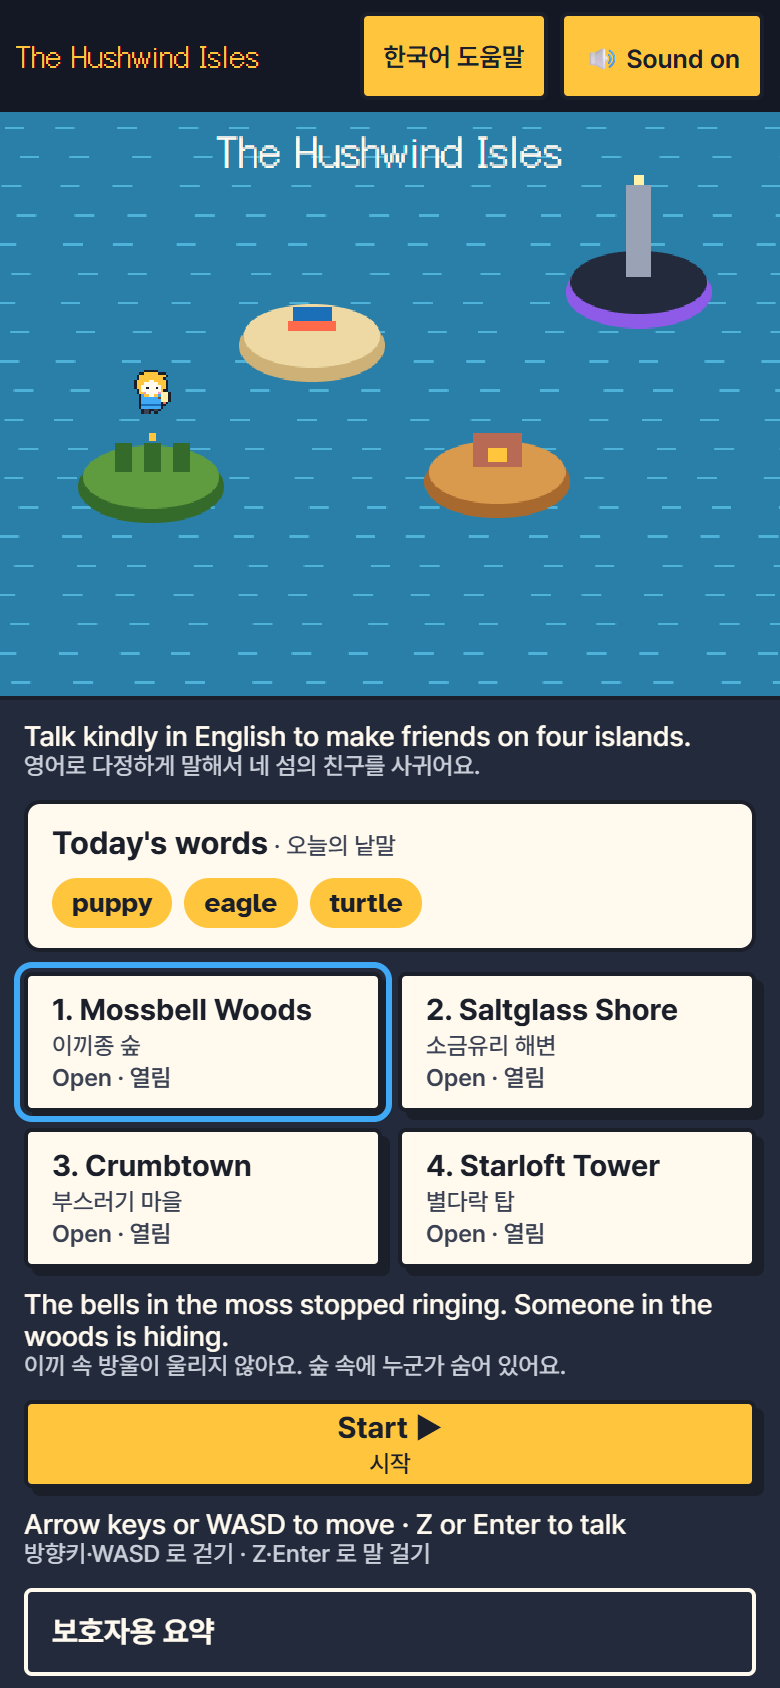 The Hushwind Isles
한국어 도움말
🔊 Sound on
The Hushwind Isles
Talk kindly in English to make friends on four islands.
영어로 다정하게 말해서 네 섬의 친구를 사귀어요.
Today's words · 오늘의 낱말
puppy
eagle
turtle
1. Mossbell Woods
이끼종 숲
Open · 열림
2. Saltglass Shore
소금유리 해변
Open · 열림
3. Crumbtown
부스러기 마을
Open · 열림
4. Starloft Tower
별다락 탑
Open · 열림
The bells in the moss stopped ringing. Someone in the
woods is hiding.
이끼 속 방울이 울리지 않아요. 숲 속에 누군가 숨어 있어요.
Start ▶
시작
Arrow keys or WASD to move · Z or Enter to talk
방향키·WASD 로 걷기 · Z·Enter 로 말 걸기
보호자용 요약